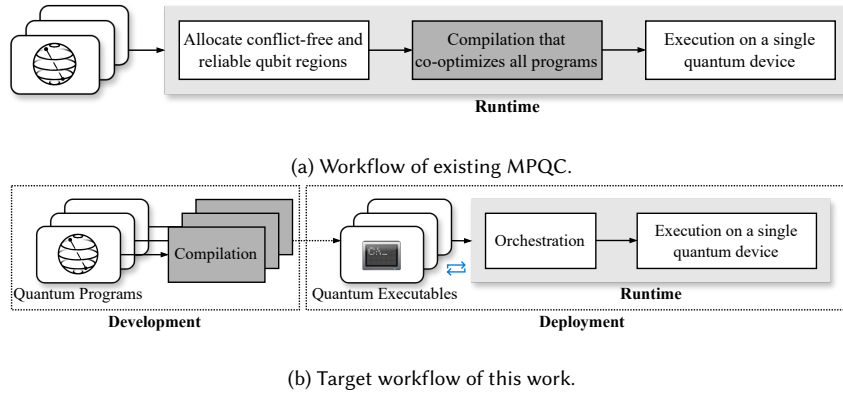 Allocate conflict-free and
reliable qubit regions
Compilation that
co-optimizes all programs
Execution on a single
quantum device
Runtime
(a) Workflow of existing MPQC.
Compilation
Orchestration
Execution on a single
quantum device
Quantum Programs
Quantum Executables
Runtime
Development
Deployment
(b) Target workflow of this work.